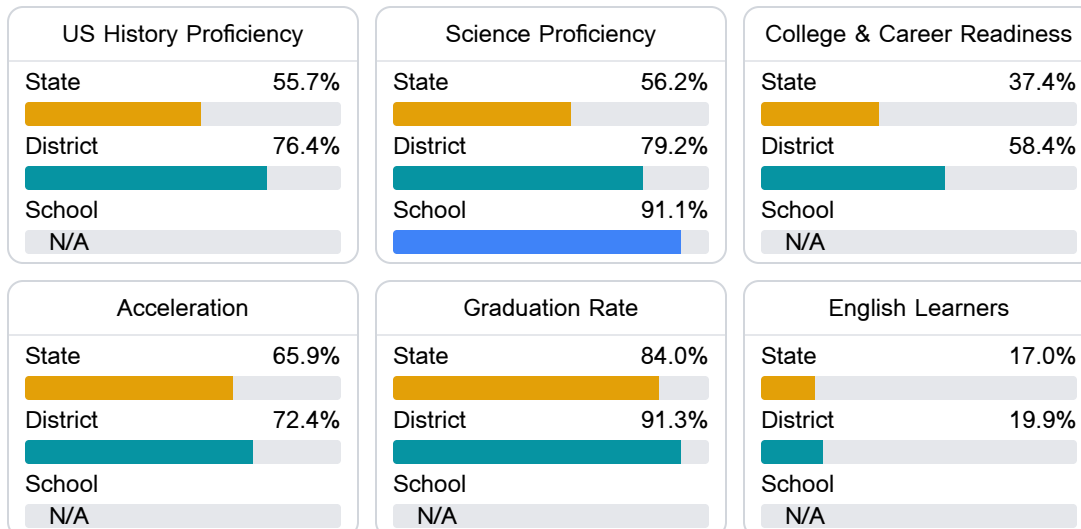 US History Proficiency
State 55.7%
District 76.4%
School
N/A
Science Proficiency
State 56.2%
District 79.2%
School 91.1%
College & Career Readiness
State 37.4%
District 58.4%
School
N/A
Acceleration
State 65.9%
District 72.4%
School
N/A
Graduation Rate
State 84.0%
District 91.3%
School
N/A
English Learners
State 17.0%
District 19.9%
School
N/A